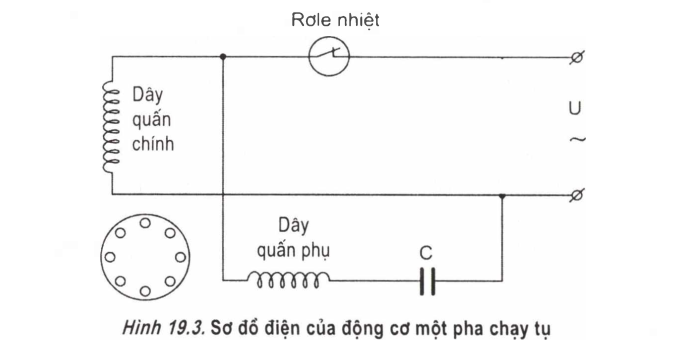 Rơle nhiệt
Dây
quấn
chính
U
~
Dây
quấn phụ
C
Hình 19.3. Sơ đồ điện của động cơ một pha chạy tụ